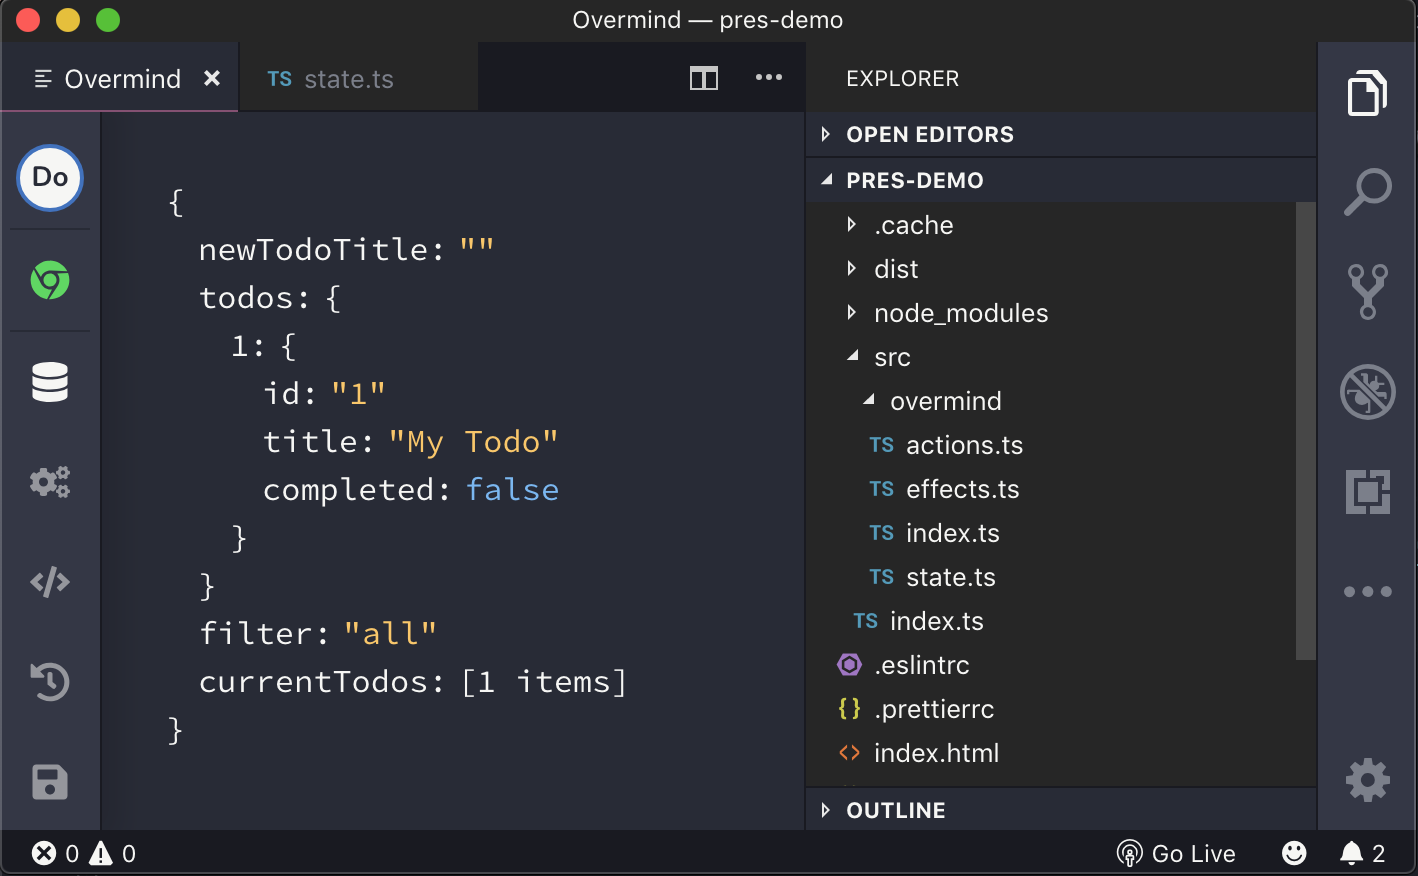 Overmind — pres-demo
Overmind
TS state.ts
Do
{
newTodoTitle: ""
todos: {
1: {
id: "1"
title: "My Todo"
completed: false
}
}
filter: "all"
currentTodos: [1 items]
}
EXPLORER
OPEN EDITORS
PRES-DEMO
.cache
dist
node_modules
src
overmind
TS actions.ts
TS effects.ts
TS index.ts
TS state.ts
TS index.ts
.eslintrc
{ } .prettierrc
<> index.html
OUTLINE
0 0
Go Live
2